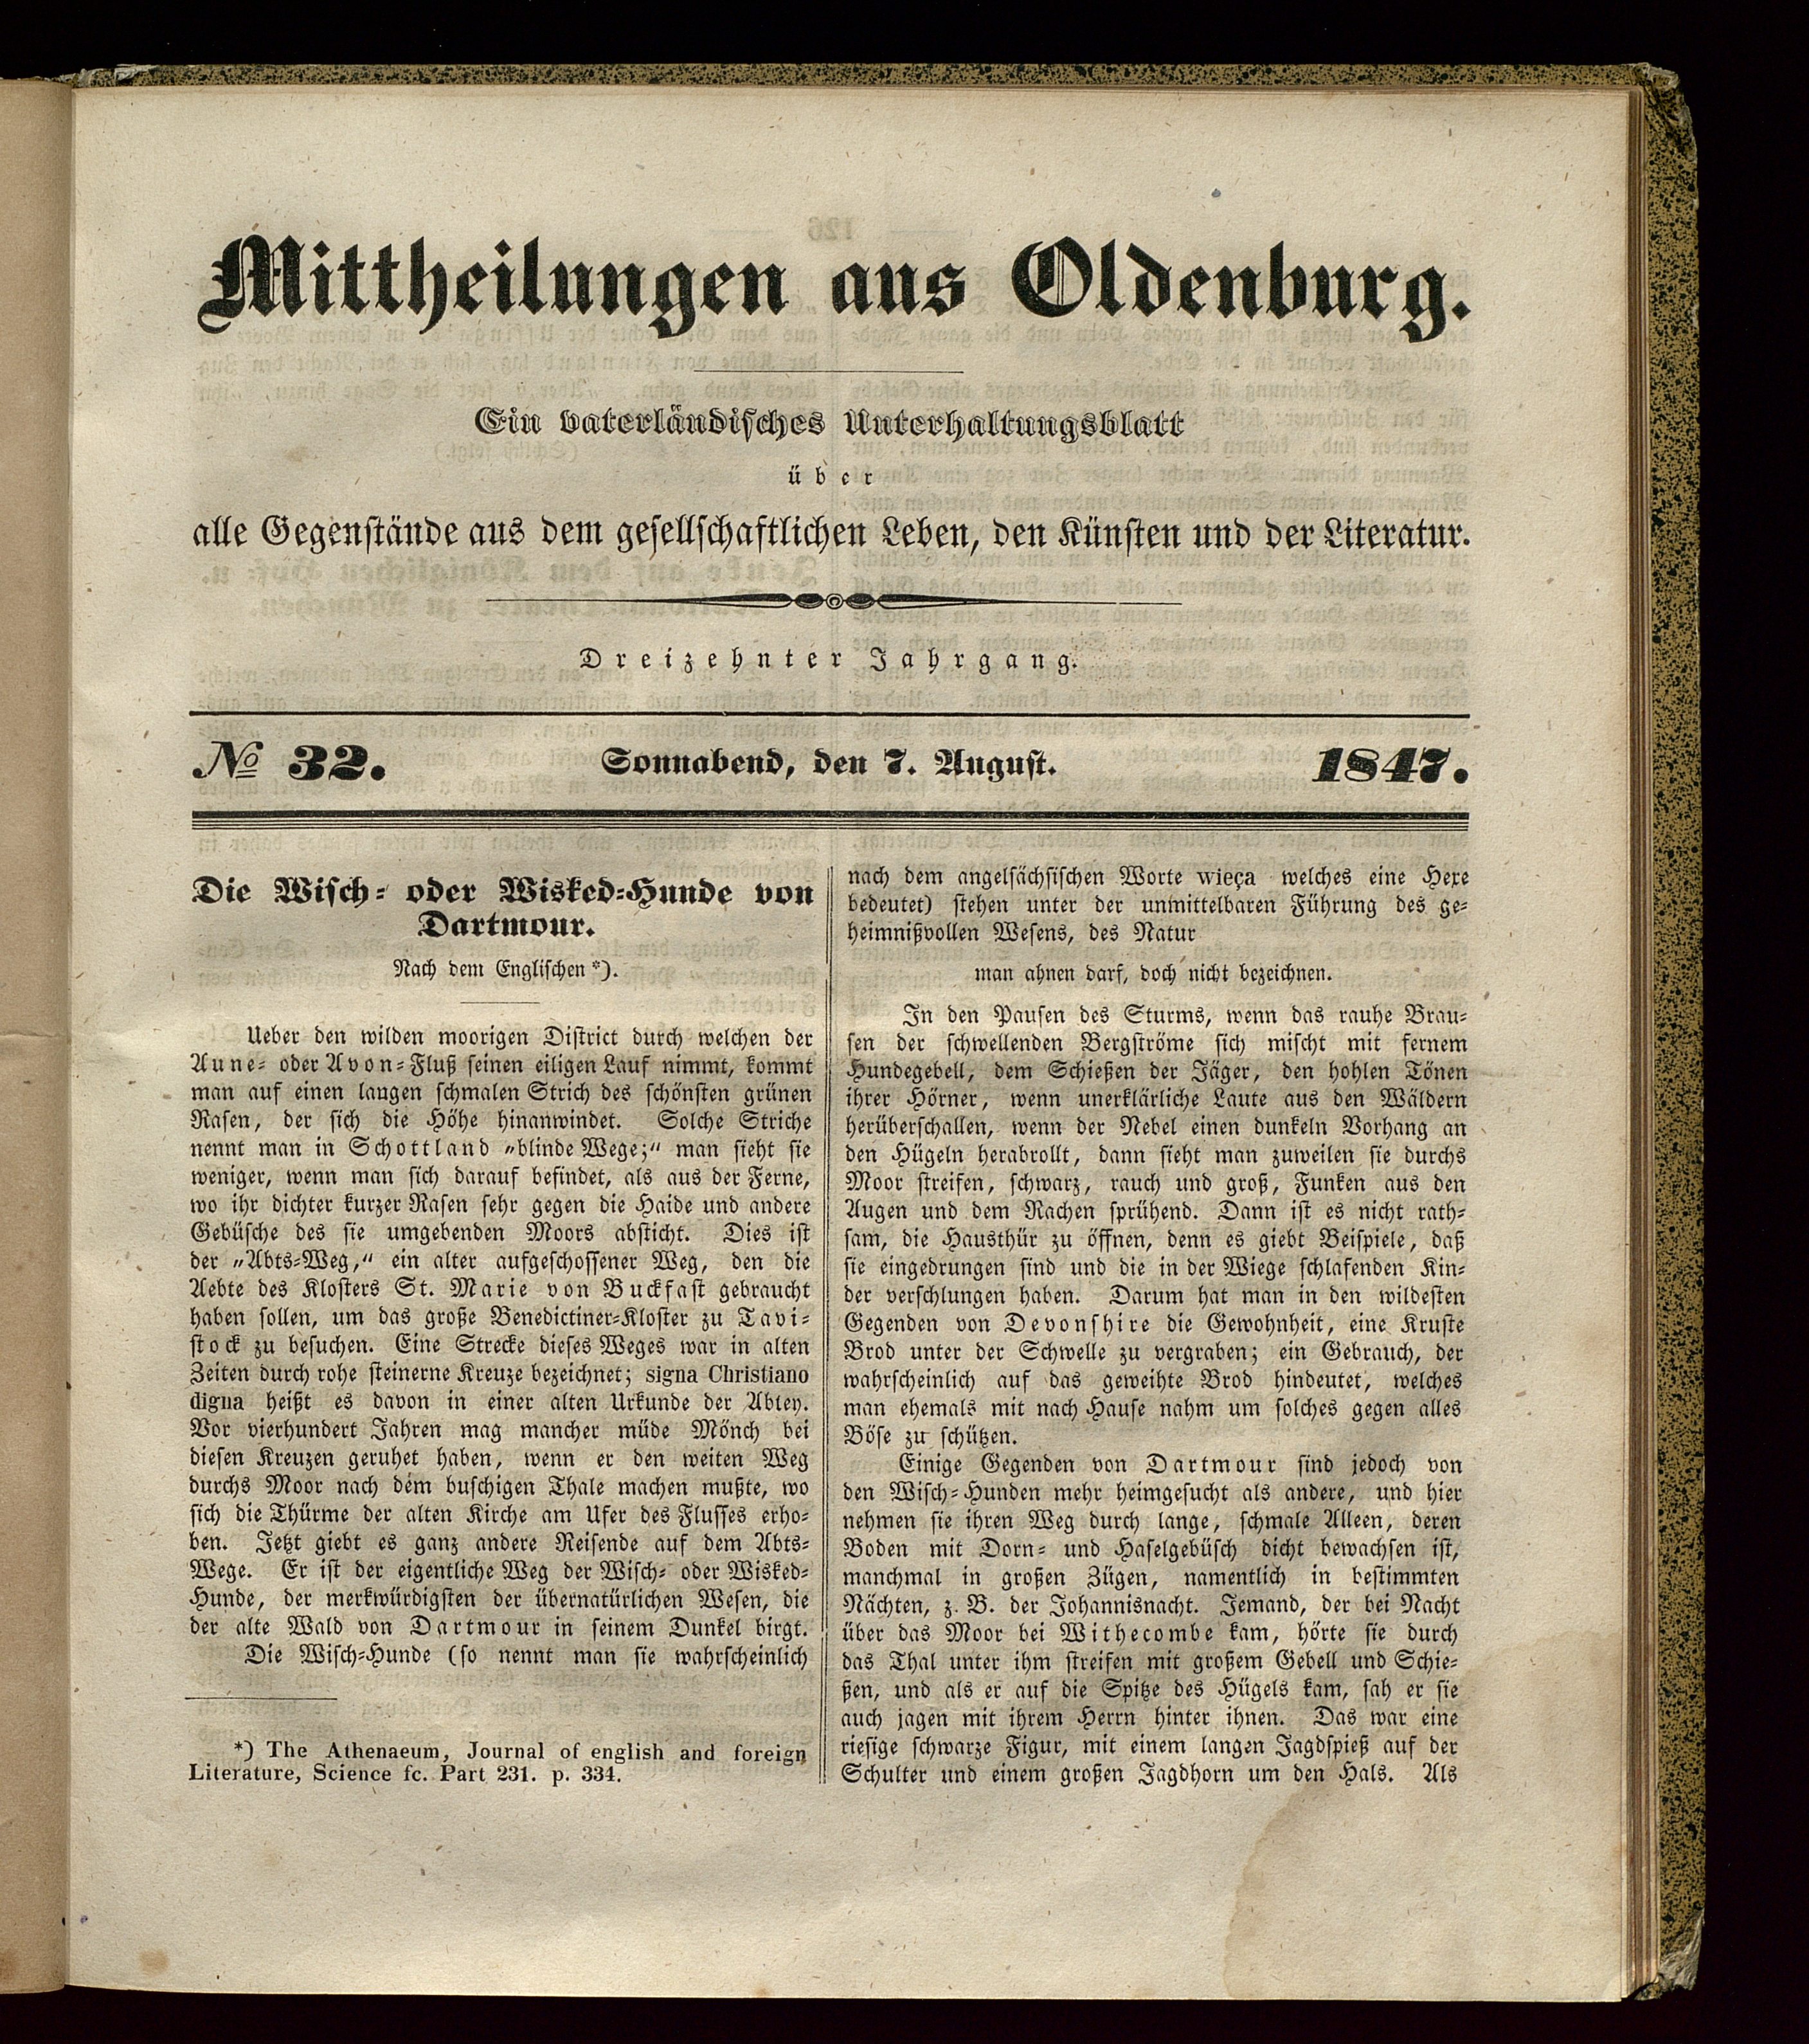 Mittheilungen aus Oldenburg.
Ein vaterländisches Unterhaltungsblatt
über
alle Gegenstände aus dem gesellschaftlichen Leben, den Künsten und der Literatur.
Dreizehnter Jahrgang.
№ 32. Sonnabend, den 7. August. 1847.
Die Wisch- oder Wisked-Hunde von
Dartmour.
Nach dem Englischen *).
Ueber den wilden moorigen District durch welchen der
Aune- oder Avon-Fluß seinen eiligen Lauf nimmt, kommt
man auf einen langen schmalen Strich des schönsten grünen
Rasen, der sich die Höhe hinanwindet. Solche Striche
nennt man in Schottland „blinde Wege;“ man sieht sie
weniger, wenn man sich darauf befindet, als aus der Ferne,
wo ihr dichter kurzer Rasen sehr gegen die Haide und andere
Gebüsche des sie umgebenden Moors absticht. Dies ist
der „Abts-Weg,“ ein alter aufgeschossener Weg, den die
Aebte des Klosters St. Marie von Buckfast gebraucht
haben sollen, um das große Benedictiner-Kloster zu Tavi-
stock zu besuchen. Eine Strecke dieses Weges war in alten
Zeiten durch rohe steinerne Kreuze bezeichnet; signa Christiano
digna heißt es davon in einer alten Urkunde der Abtey.
Vor vierhundert Jahren mag mancher müde Mönch bei
diesen Kreuzen geruhet haben, wenn er den weiten Weg
durchs Moor nach dem buschigen Thale machen mußte, wo
sich die Thürme der alten Kirche am Ufer des Flusses erho-
ben. Jetzt giebt es ganz andere Reisende auf dem Abts-
Wege. Er ist der eigentliche Weg der Wisch- oder Wisked-
Hunde, der merkwürdigsten der übernatürlichen Wesen, die
der alte Wald von Dartmour in seinem Dunkel birgt.
Die Wisch-Hunde (so nennt man sie wahrscheinlich
*) The Athenaeum, Journal of english and foreign
Literature, Science fc. Part 231. p. 334.
nach dem angelsächsischen Worte wieça welches eine Hexe
bedeutet) stehen unter der unmittelbaren Führung des ge-
heimnißvollen Wesens, des Natur
man ahnen darf, doch nicht bezeichnen.
In den Pausen des Sturms, wenn das rauhe Brau-
sen der schwellenden Bergströme sich mischt mit fernem
Hundegebell, dem Schießen der Jäger, den hohlen Tönen
ihrer Hörner, wenn unerklärliche Laute aus den Wäldern
herüberschallen, wenn der Nebel einen dunkeln Vorhang an
den Hügeln herabrollt, dann sieht man zuweilen sie durchs
Moor streifen, schwarz, rauch und groß, Funken aus den
Augen und dem Rachen sprühend. Dann ist es nicht rath-
sam, die Hausthür zu öffnen, denn es giebt Beispiele, daß
sie eingedrungen sind und die in der Wiege schlafenden Kin-
der verschlungen haben. Darum hat man in den wildesten
Gegenden von Devonshire die Gewohnheit, eine Kruste
Brod unter der Schwelle zu vergraben; ein Gebrauch, der
wahrscheinlich auf das geweihte Brod hindeutet, welches
man ehemals mit nach Hause nahm um solches gegen alles
Böse zu schützen.
Einige Gegenden von Dartmour sind jedoch von
den Wisch-Hunden mehr heimgesucht als andere, und hier
nehmen sie ihren Weg durch lange, schmale Alleen, deren
Boden mit Dorn- und Haselgebüsch dicht bewachsen ist,
manchmal in großen Zügen, namentlich in bestimmten
Nächten, z. B. der Johannisnacht. Jemand, der bei Nacht
über das Moor bei Withecombe kam, hörte sie durch
das Thal unter ihm streifen mit großem Gebell und Schie-
ßen, und als er auf die Spitze des Hügels kam, sah er sie
auch jagen mit ihrem Herrn hinter ihnen. Das war eine
riesige schwarze Figur, mit einem langen Jagdspieß auf der
Schulter und einem großen Jagdhorn um den Hals. Als